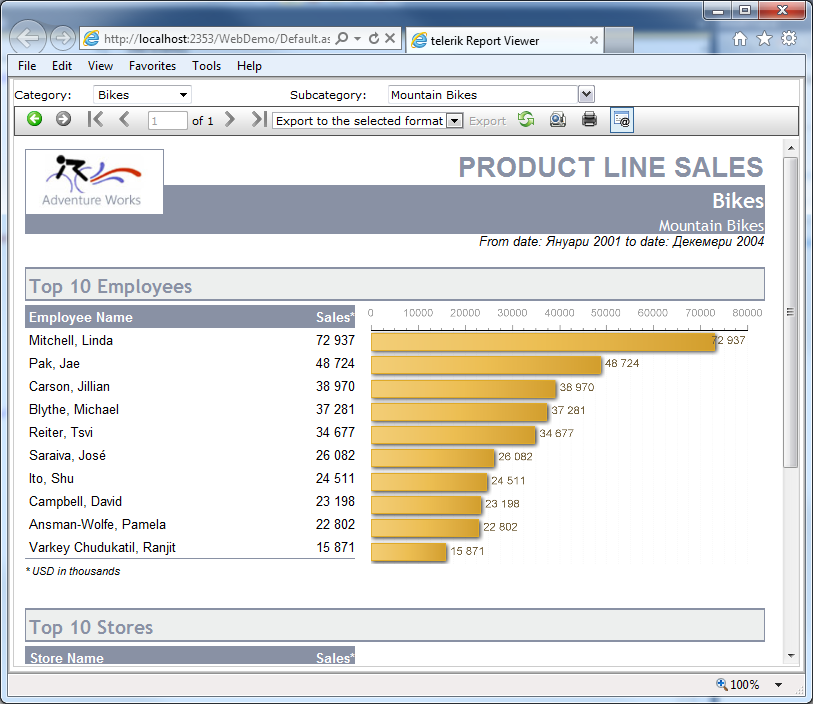 http://localhost:2353/WebDemo/Default.as
telerik Report Viewer
File Edit View Favorites Tools Help
Category: Bikes Subcategory: Mountain Bikes
1 of 1 Export to the selected format Export
Adventure Works
PRODUCT LINE SALES
Bikes
Mountain Bikes
From date: Януари 2001 to date: Декември 2004
Top 10 Employees
Employee Name Sales* 0 10000 20000 30000 40000 50000 60000 70000 80000
Mitchell, Linda 72 937 72 937
Pak, Jae 48 724 48 724
Carson, Jillian 38 970 38 970
Blythe, Michael 37 281 37 281
Reiter, Tsvi 34 677 34 677
Saraiva, José 26 082 26 082
Ito, Shu 24 511 24 511
Campbell, David 23 198 23 198
Ansman-Wolfe, Pamela 22 802 22 802
Varkey Chudukatil, Ranjit 15 871 15 871
* USD in thousands
Top 10 Stores
Store Name Sales*
100%